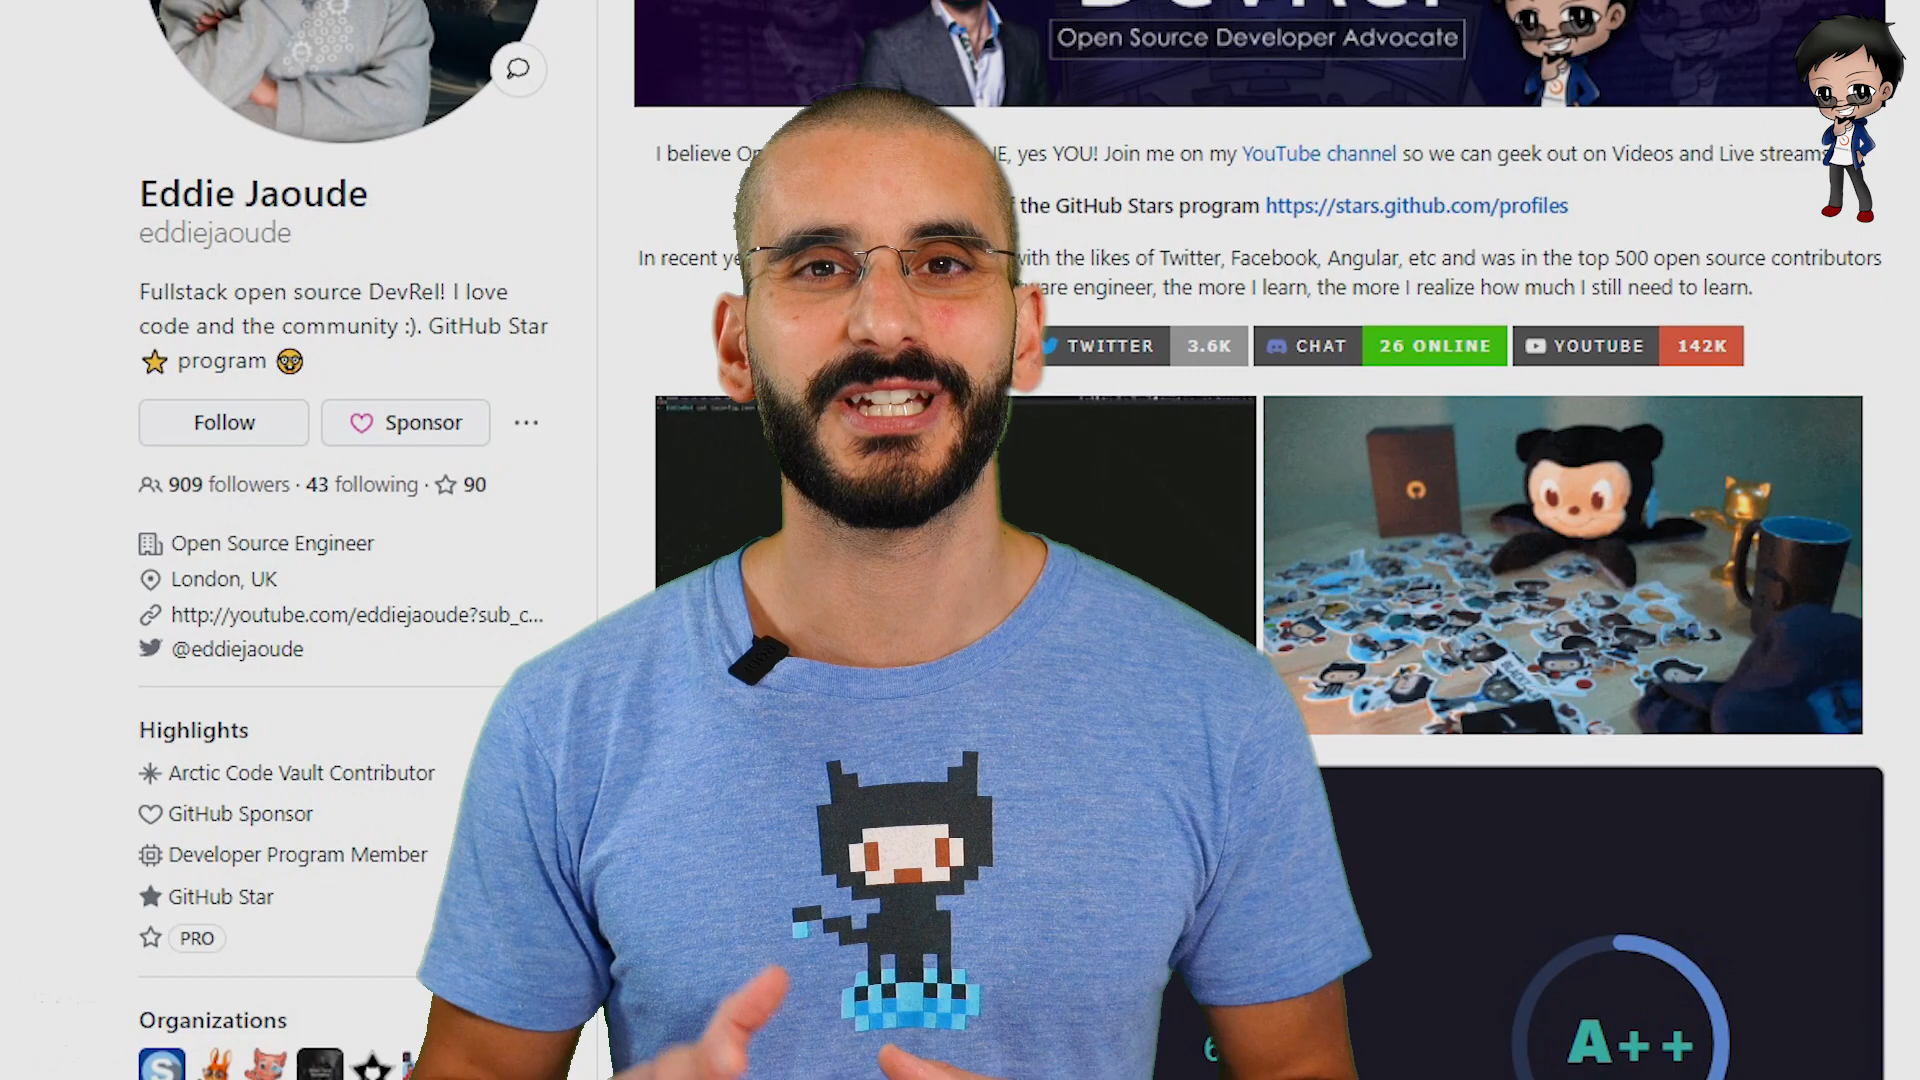 Open Source Developer Advocate
Eddie Jaoude
eddiejaoude
Fullstack open source DevRel! I love
code and the community :). GitHub Star
program
Follow
Sponsor
909 followers · 43 following · 90
Open Source Engineer
London, UK
http://youtube.com/eddiejaoude?sub_c...
@eddiejaoude
Highlights
Arctic Code Vault Contributor
GitHub Sponsor
Developer Program Member
GitHub Star
PRO
Organizations
I believe yes YOU! Join me on my YouTube channel so we can geek out on Videos and Live streams
the GitHub Stars program https://stars.github.com/profiles
In recent with the likes of Twitter, Facebook, Angular, etc and was in the top 500 open source contributors
engineer, the more I learn, the more I realize how much I still need to learn.
TWITTER 3.6K CHAT 26 ONLINE YOUTUBE 142K
A++